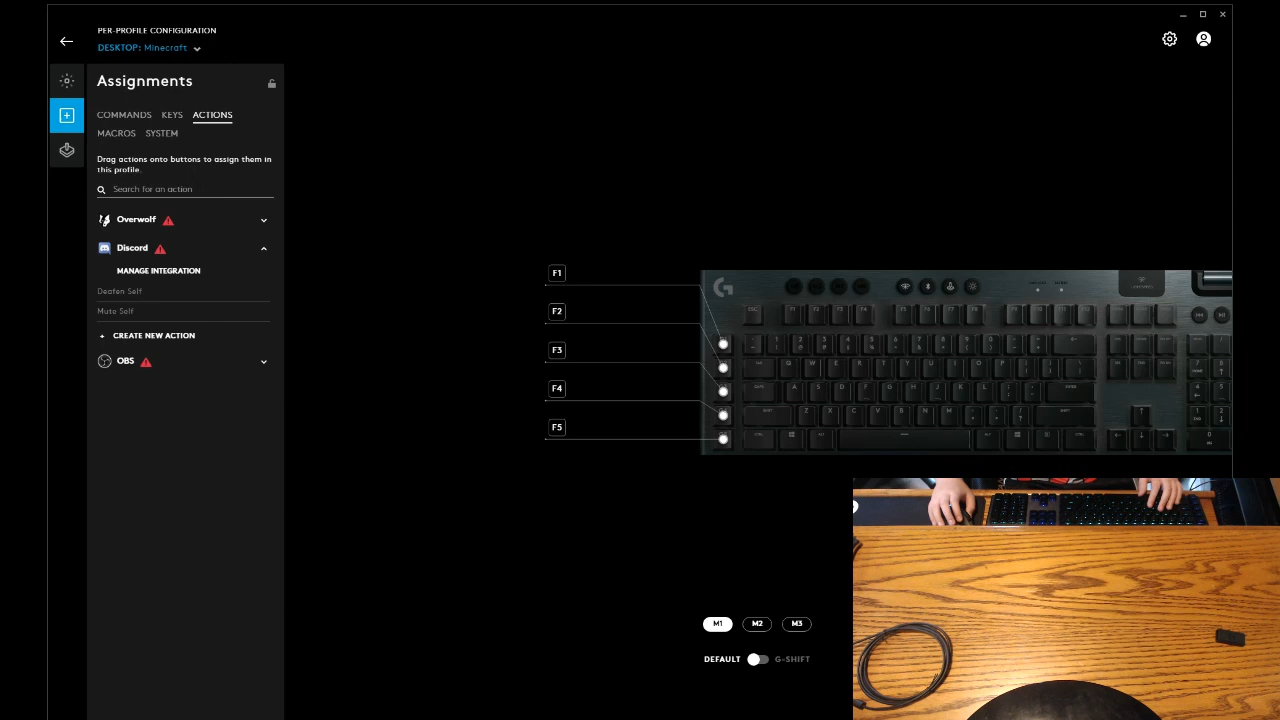 PER-PROFILE CONFIGURATION
DESKTOP: Minecraft
Assignments
COMMANDS KEYS ACTIONS
MACROS SYSTEM
Drag actions onto buttons to assign them in
this profile.
Search for an action
Overwolf
Discord
MANAGE INTEGRATION
Deafen Self
Mute Self
+ CREATE NEW ACTION
OBS
F1
F2
F3
F4
F5
M1 M2 M3
DEFAULT G-SHIFT